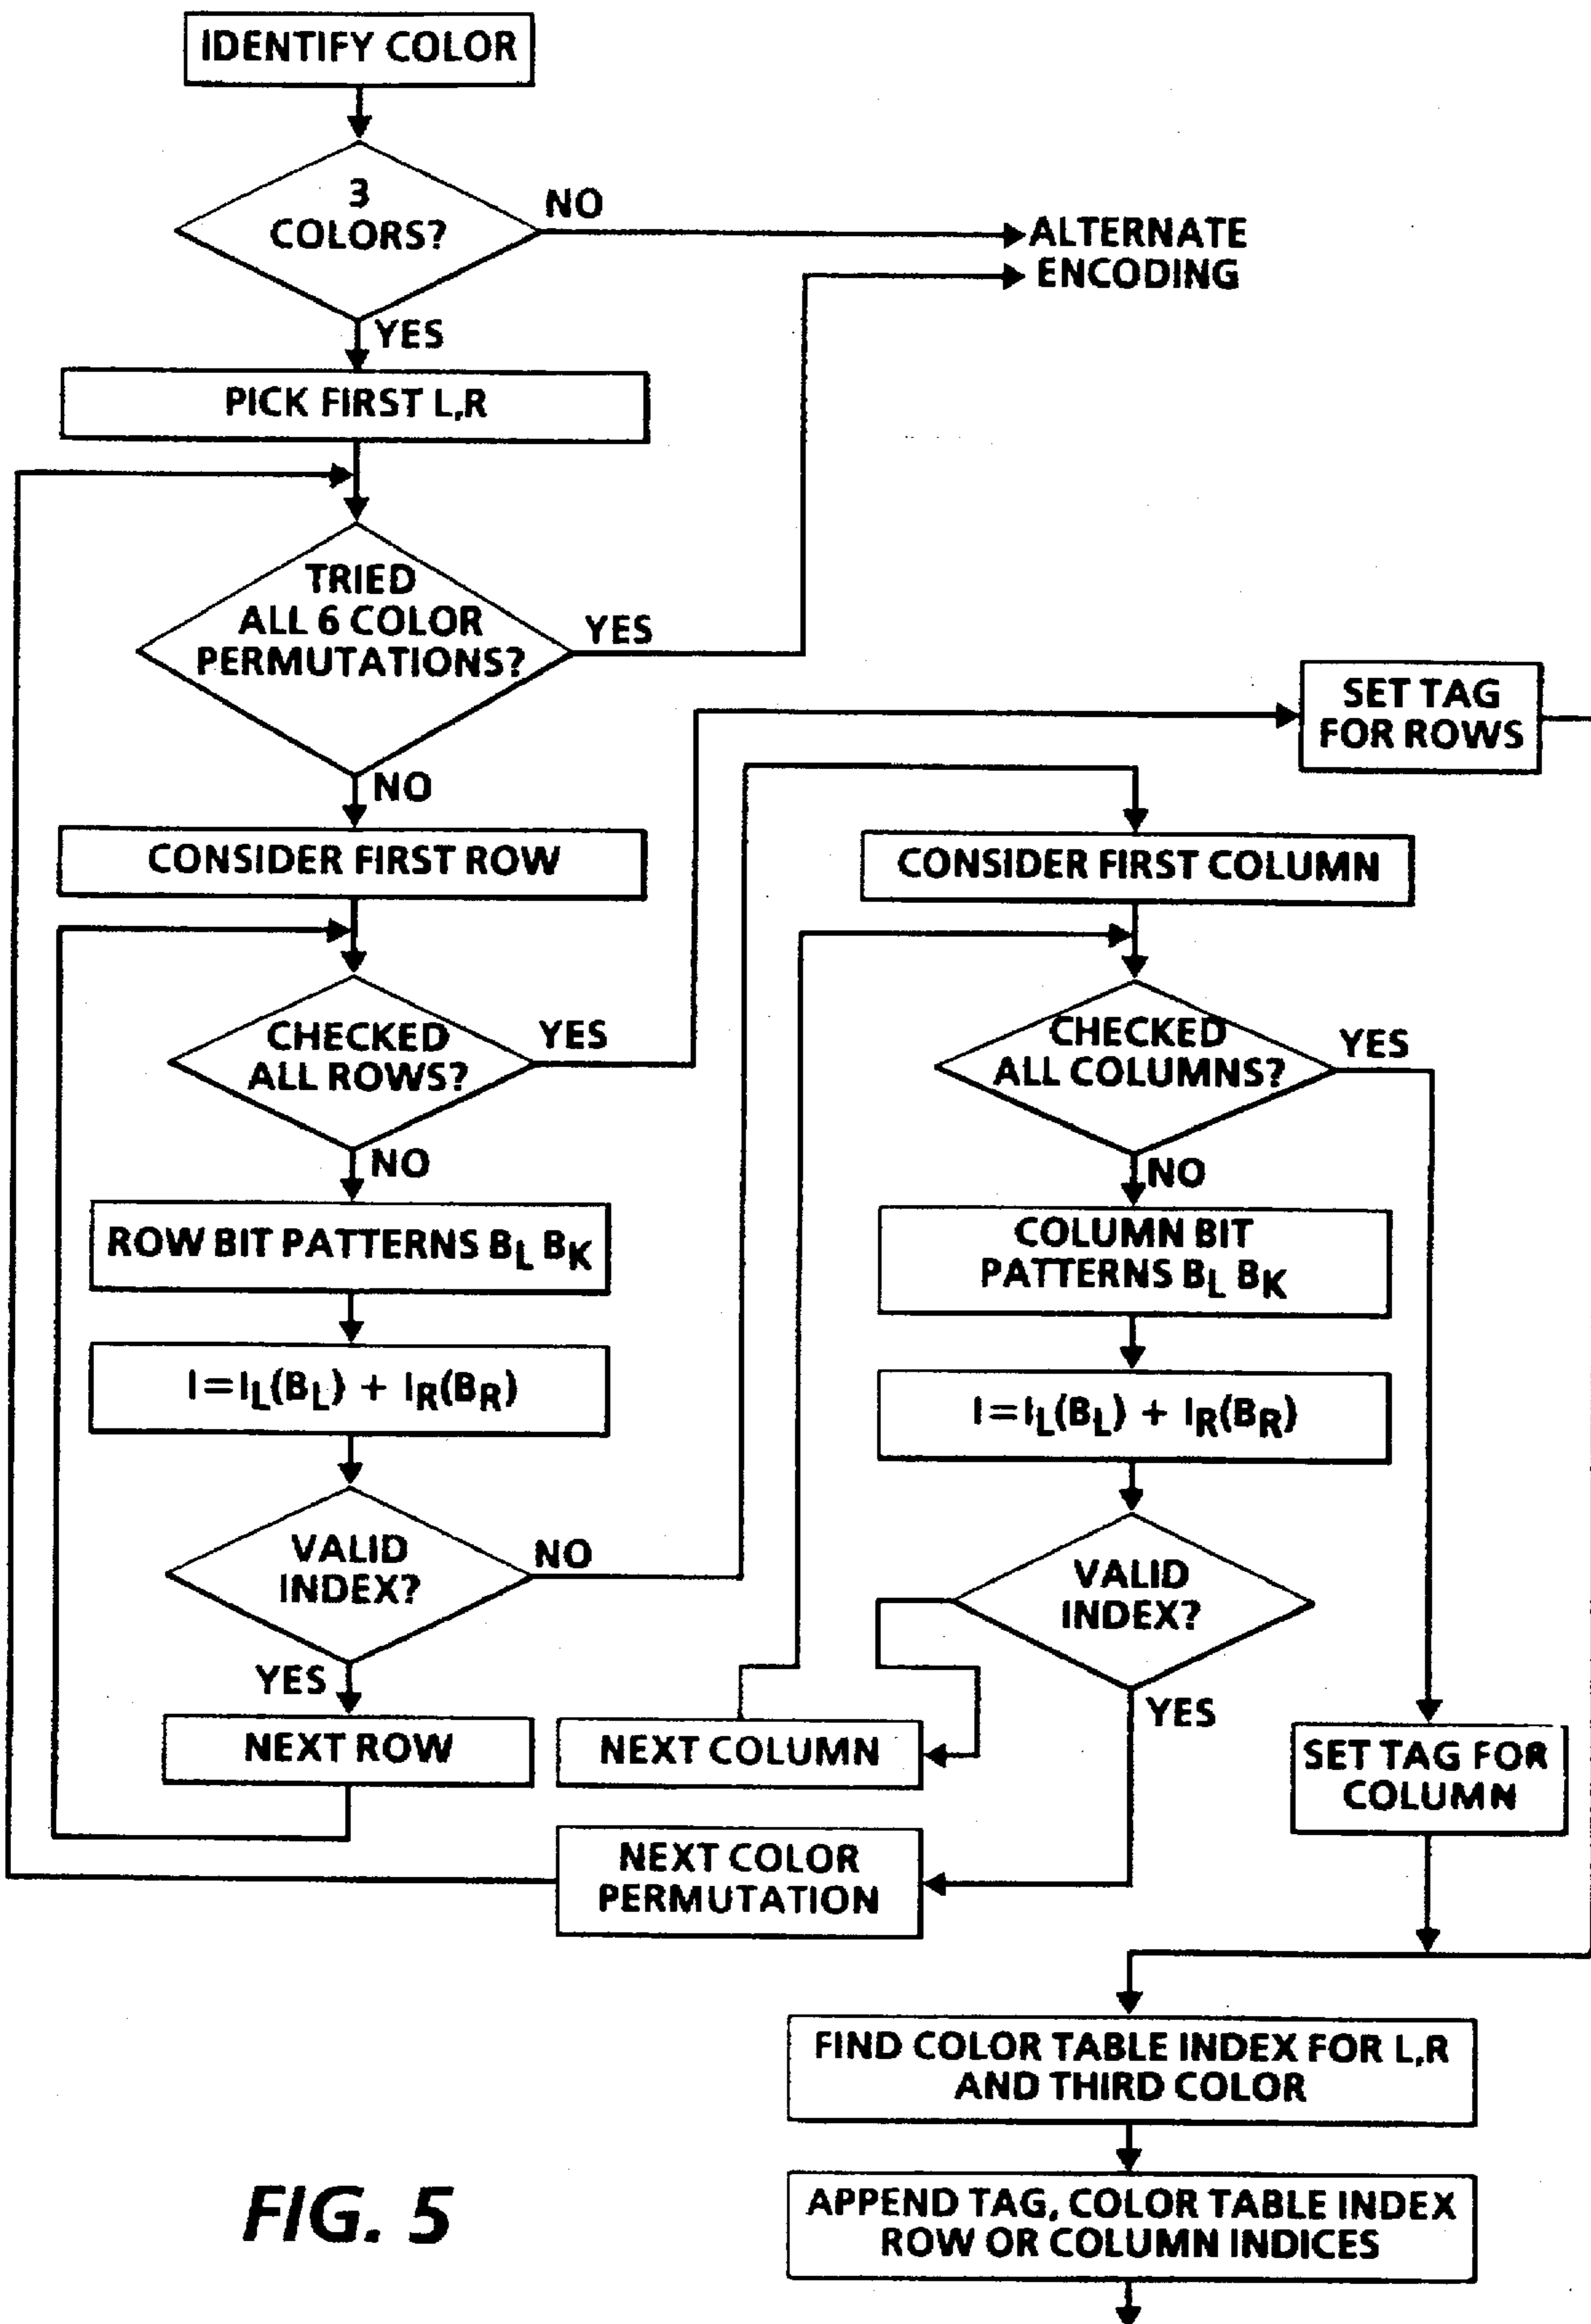 IDENTIFY COLOR
3
COLORS?
NO
ALTERNATE
ENCODING
YES
PICK FIRST L,R
TRIED
ALL 6 COLOR
PERMUTATIONS?
YES
NO
SET TAG
FOR ROWS
CONSIDER FIRST ROW
CONSIDER FIRST COLUMN
CHECKED
ALL ROWS?
YES
NO
CHECKED
ALL COLUMNS?
YES
NO
ROW BIT PATTERNS BL BK
COLUMN BIT
PATTERNS BL BK
I=IL(BL) + IR(BR)
I=IL(BL) + IR(BR)
VALID
INDEX?
NO
YES
VALID
INDEX?
YES
NEXT ROW
NEXT COLUMN
SET TAG FOR
COLUMN
NEXT COLOR
PERMUTATION
FIND COLOR TABLE INDEX FOR L,R
AND THIRD COLOR
APPEND TAG, COLOR TABLE INDEX
ROW OR COLUMN INDICES
FIG. 5